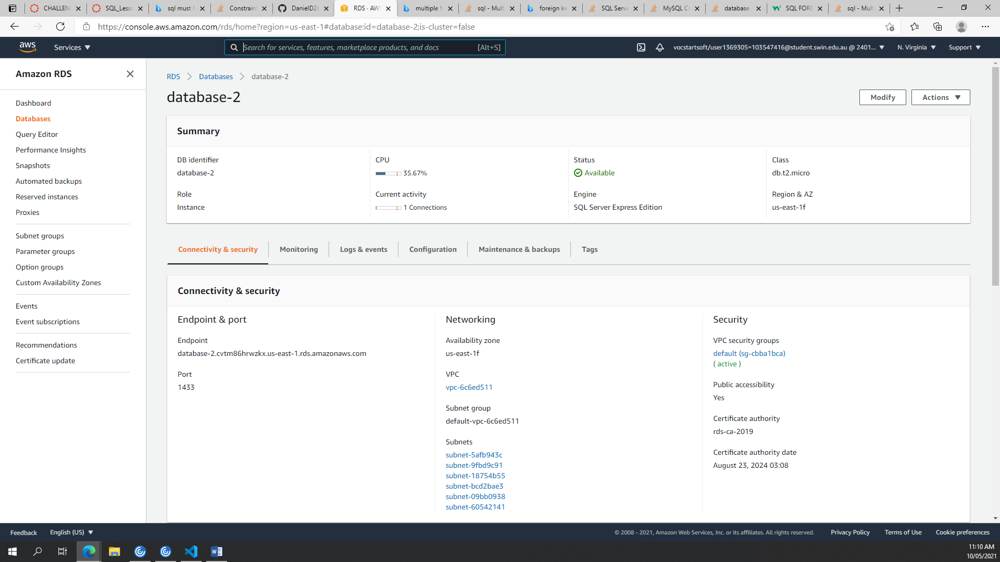 CHALLEN
SQL_Lesso
sql must h
Constraint
DanielD26
RDS · AWS
multiple fo
sql - Multi
foreign ke
SQL Serve
MySQL Cr
database
SQL FORE
sql - Multi
https://console.aws.amazon.com/rds/home?region=us-east-1#database:id=database-2;is-cluster=false
aws
Services
Search for services, features, marketplace products, and docs
[Alt+S]
vocstartsoft/user1369305=103547416@student.swin.edu.au @ 2401...
N. Virginia
Support
Amazon RDS
Dashboard
Databases
Query Editor
Performance Insights
Snapshots
Automated backups
Reserved instances
Proxies
Subnet groups
Parameter groups
Option groups
Custom Availability Zones
Events
Event subscriptions
Recommendations
Certificate update
RDS
Databases
database-2
database-2
Modify
Actions
Summary
DB identifier
database-2
CPU
35.67%
Status
Available
Class
db.t2.micro
Role
Instance
Current activity
1 Connections
Engine
SQL Server Express Edition
Region & AZ
us-east-1f
Connectivity & security
Monitoring
Logs & events
Configuration
Maintenance & backups
Tags
Connectivity & security
Endpoint & port
Endpoint
database-2.cvtm86hrwzkx.us-east-1.rds.amazonaws.com
Port
1433
Networking
Availability zone
us-east-1f
VPC
vpc-6c6ed511
Subnet group
default-vpc-6c6ed511
Subnets
subnet-5afb943c
subnet-9fbd9c91
subnet-18754b55
subnet-bcd2bae3
subnet-09bb0938
subnet-60542141
Security
VPC security groups
default (sg-cbba1bca)
( active )
Public accessibility
Yes
Certificate authority
rds-ca-2019
Certificate authority date
August 23, 2024 03:08
Feedback
English (US)
© 2008 - 2021, Amazon Web Services, Inc. or its affiliates. All rights reserved.
Privacy Policy
Terms of Use
Cookie preferences
11:10 AM
10/05/2021